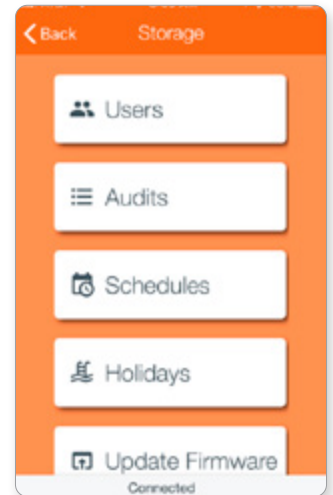 Back Storage
Users
Audits
Schedules
Holidays
Update Firmware
Connected